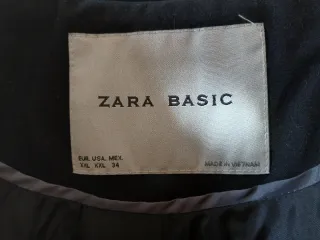 ZARA BASIC
EUR. USA. MEX.
XXL XXL 34
MADE IN VIETNAM